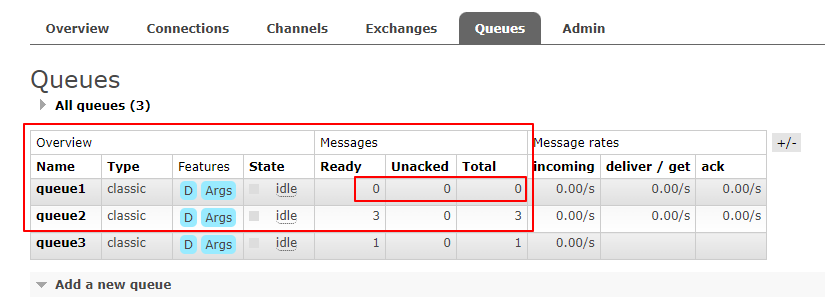 Overview Connections Channels Exchanges Queues Admin
Queues
All queues (3)
Overview Messages Message rates +/-
Name Type Features State Ready Unacked Total incoming deliver / get ack
queue1 classic D Args idle 0 0 0 0.00/s 0.00/s 0.00/s
queue2 classic D Args idle 3 0 3 0.00/s 0.00/s 0.00/s
queue3 classic D Args idle 1 0 1 0.00/s
Add a new queue